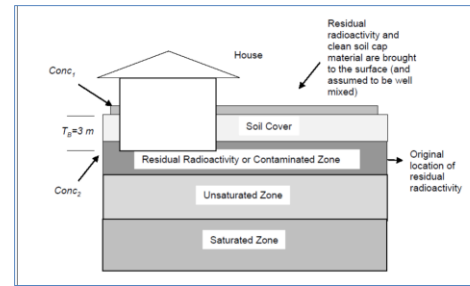 House
Residual
radioactivity and
clean soil cap
material are brought
to the surface (and
assumed to be well
mixed)
Conc₁
T_B=3 m
Soil Cover
Residual Radioactivity or Contaminated Zone
Original
location of
residual
radioactivity
Conc₂
Unsaturated Zone
Saturated Zone